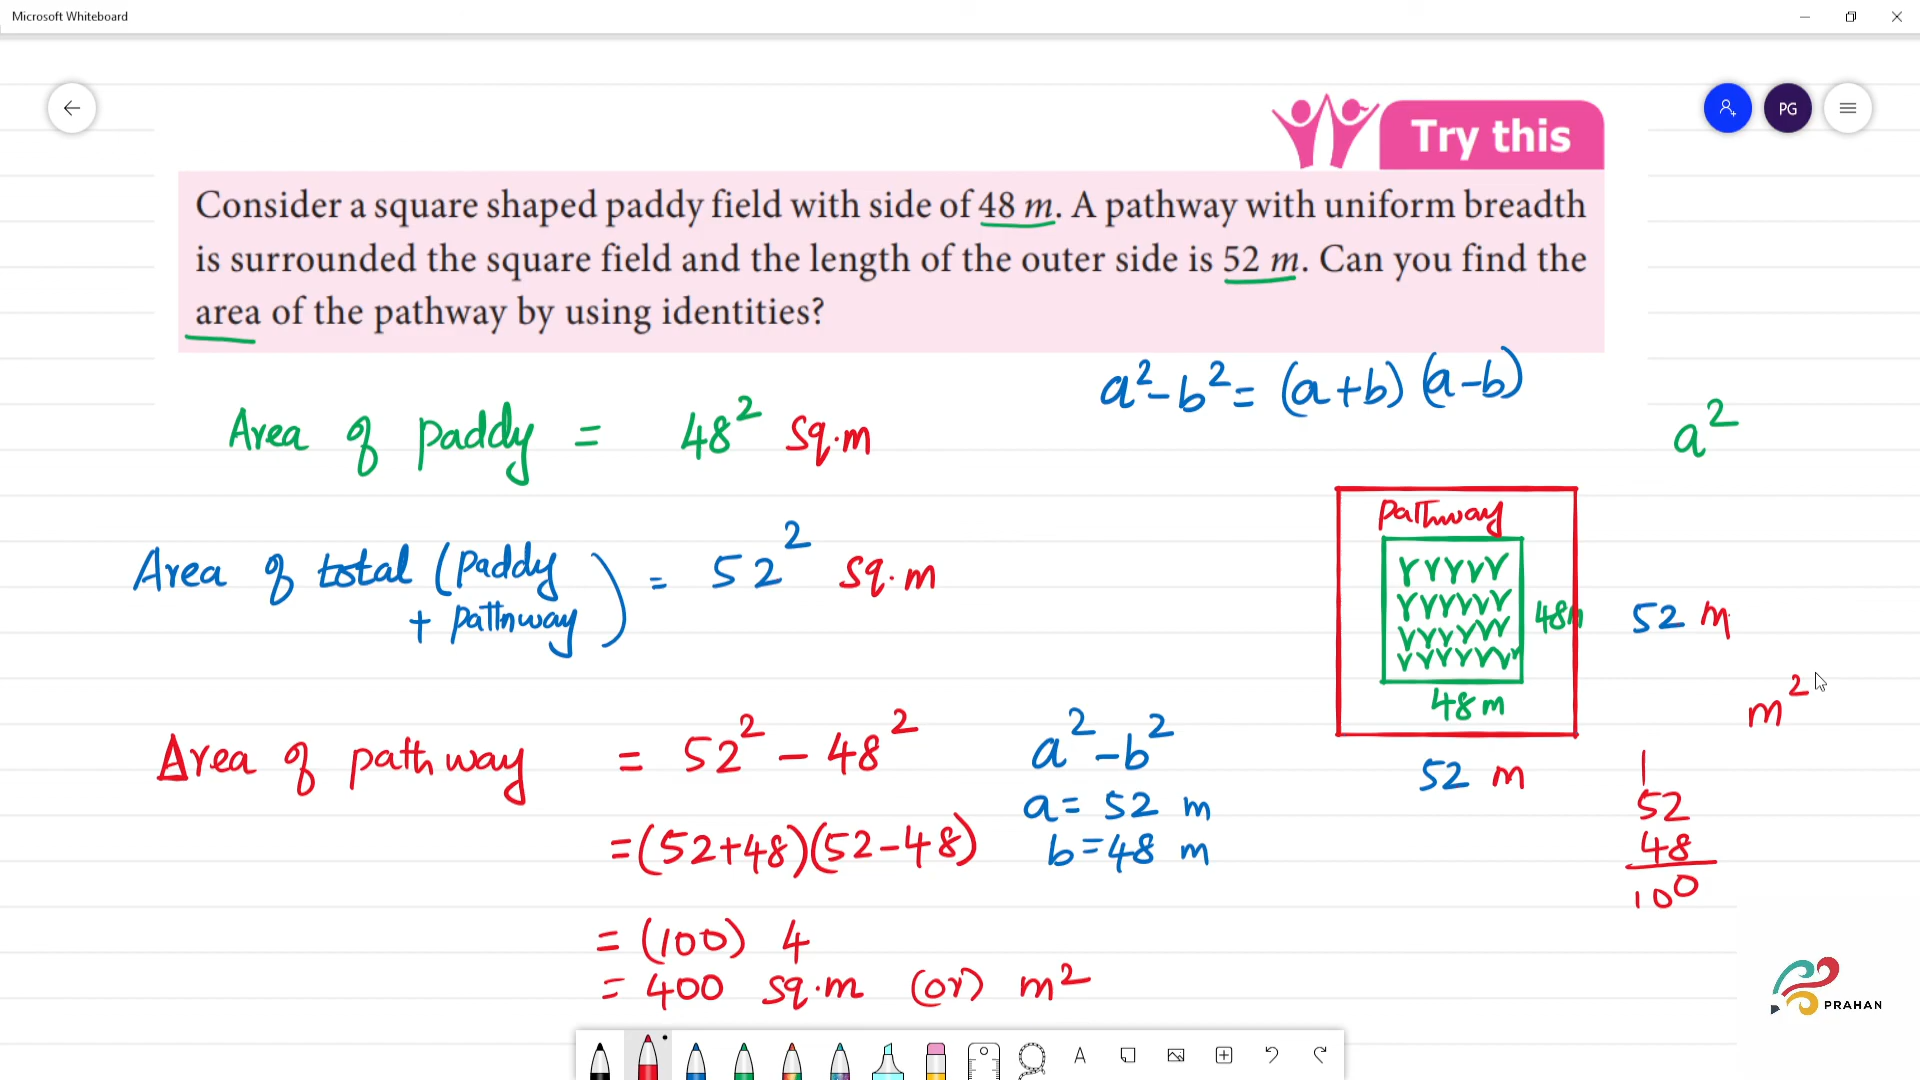 Microsoft Whiteboard
PG
Try this
Consider a square shaped paddy field with side of 48 m. A pathway with uniform breadth
is surrounded the square field and the length of the outer side is 52 m. Can you find the
area of the pathway by using identities?
a² - b² = (a+b) (a-b)
Area of paddy = 48² sq.m
a²
Pathway
Area of total (Paddy + pathway) = 52² sq.m
48m
52 m
48 m
m²
Area of pathway = 52² - 48²
a² - b²
52 m
= (52+48)(52-48)
a = 52 m
b = 48 m
1
52
48
100
= (100) 4
= 400 sq.m (or) m²
PRAHAN
A